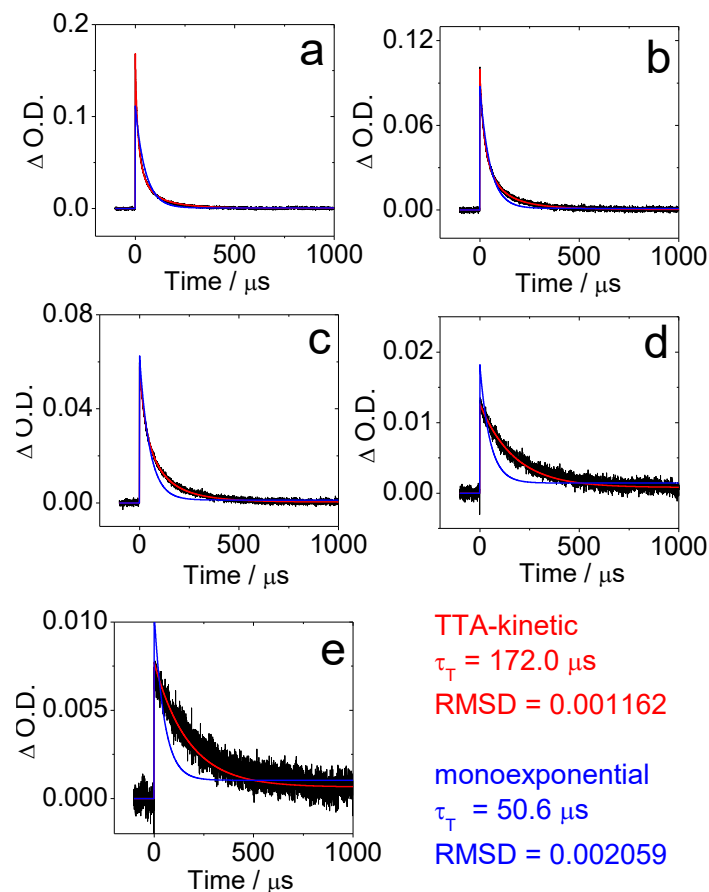 a
0.2
0.1
0.0
Δ O.D.
0 500 1000
Time / μs
b
0.12
0.06
0.00
Δ O.D.
0 500 1000
Time / μs
c
0.08
0.04
0.00
Δ O.D.
0 500 1000
Time / μs
d
0.02
0.01
0.00
Δ O.D.
0 500 1000
Time / μs
e
0.010
0.005
0.000
Δ O.D.
0 500 1000
Time / μs
TTA-kinetic
τT = 172.0 μs
RMSD = 0.001162
monoexponential
τT = 50.6 μs
RMSD = 0.002059